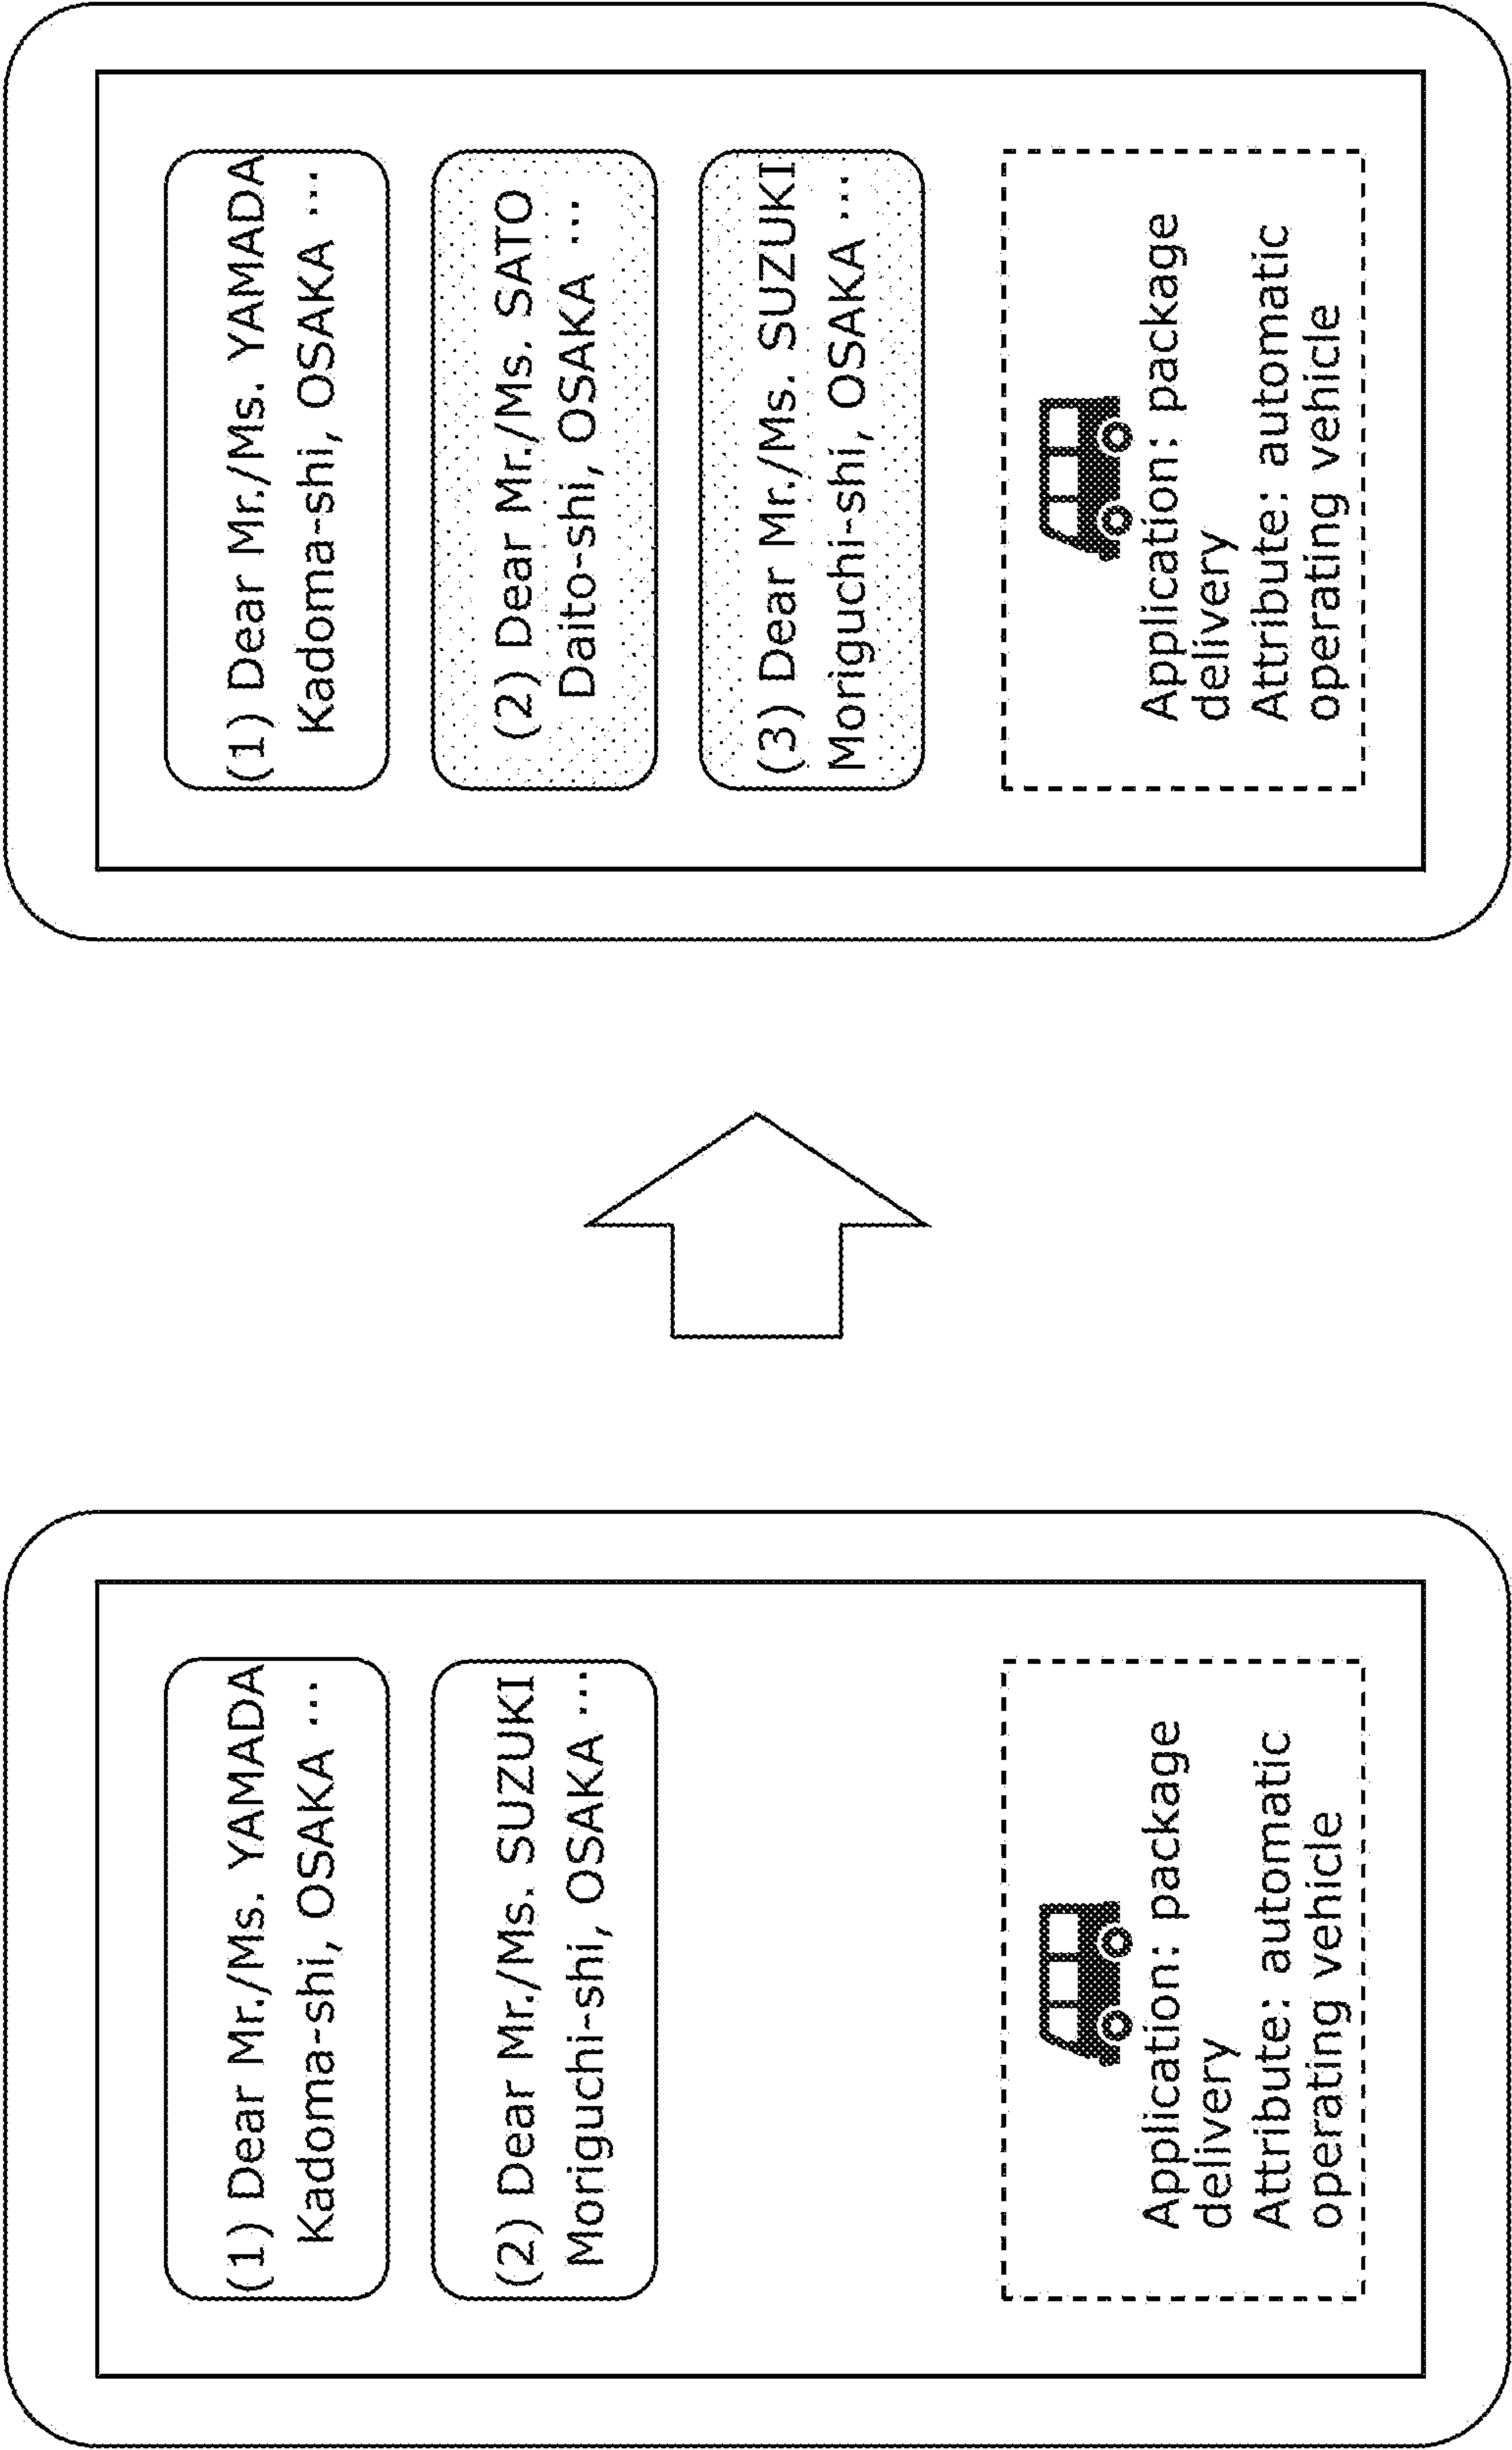 (1) Dear Mr./Ms. YAMADA
Kadoma-shi, OSAKA ...
(2) Dear Mr./Ms. SUZUKI
Moriguchi-shi, OSAKA ...
Application: package
delivery
Attribute: automatic
operating vehicle
(1) Dear Mr./Ms. YAMADA
Kadoma-shi, OSAKA ...
(2) Dear Mr./Ms. SATO
Daito-shi, OSAKA ...
(3) Dear Mr./Ms. SUZUKI
Moriguchi-shi, OSAKA ...
Application: package
delivery
Attribute: automatic
operating vehicle